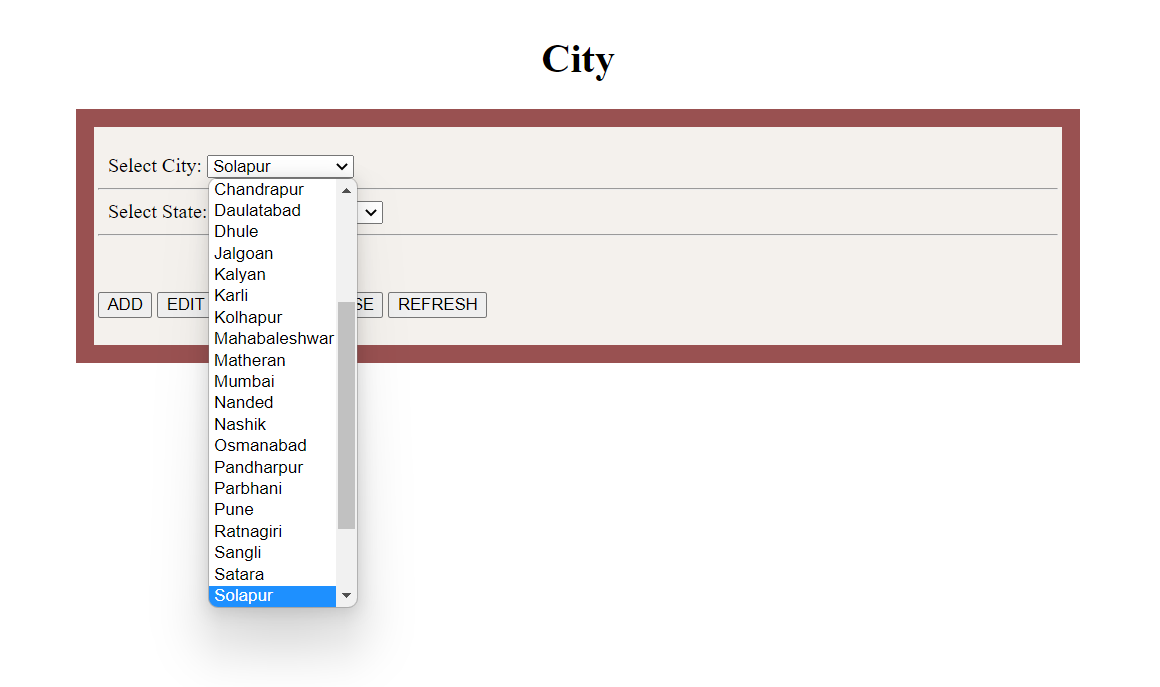 City
Select City: Solapur
Select State:
ADD EDIT SE REFRESH
Chandrapur
Daulatabad
Dhule
Jalgoan
Kalyan
Karli
Kolhapur
Mahabaleshwar
Matheran
Mumbai
Nanded
Nashik
Osmanabad
Pandharpur
Parbhani
Pune
Ratnagiri
Sangli
Satara
Solapur